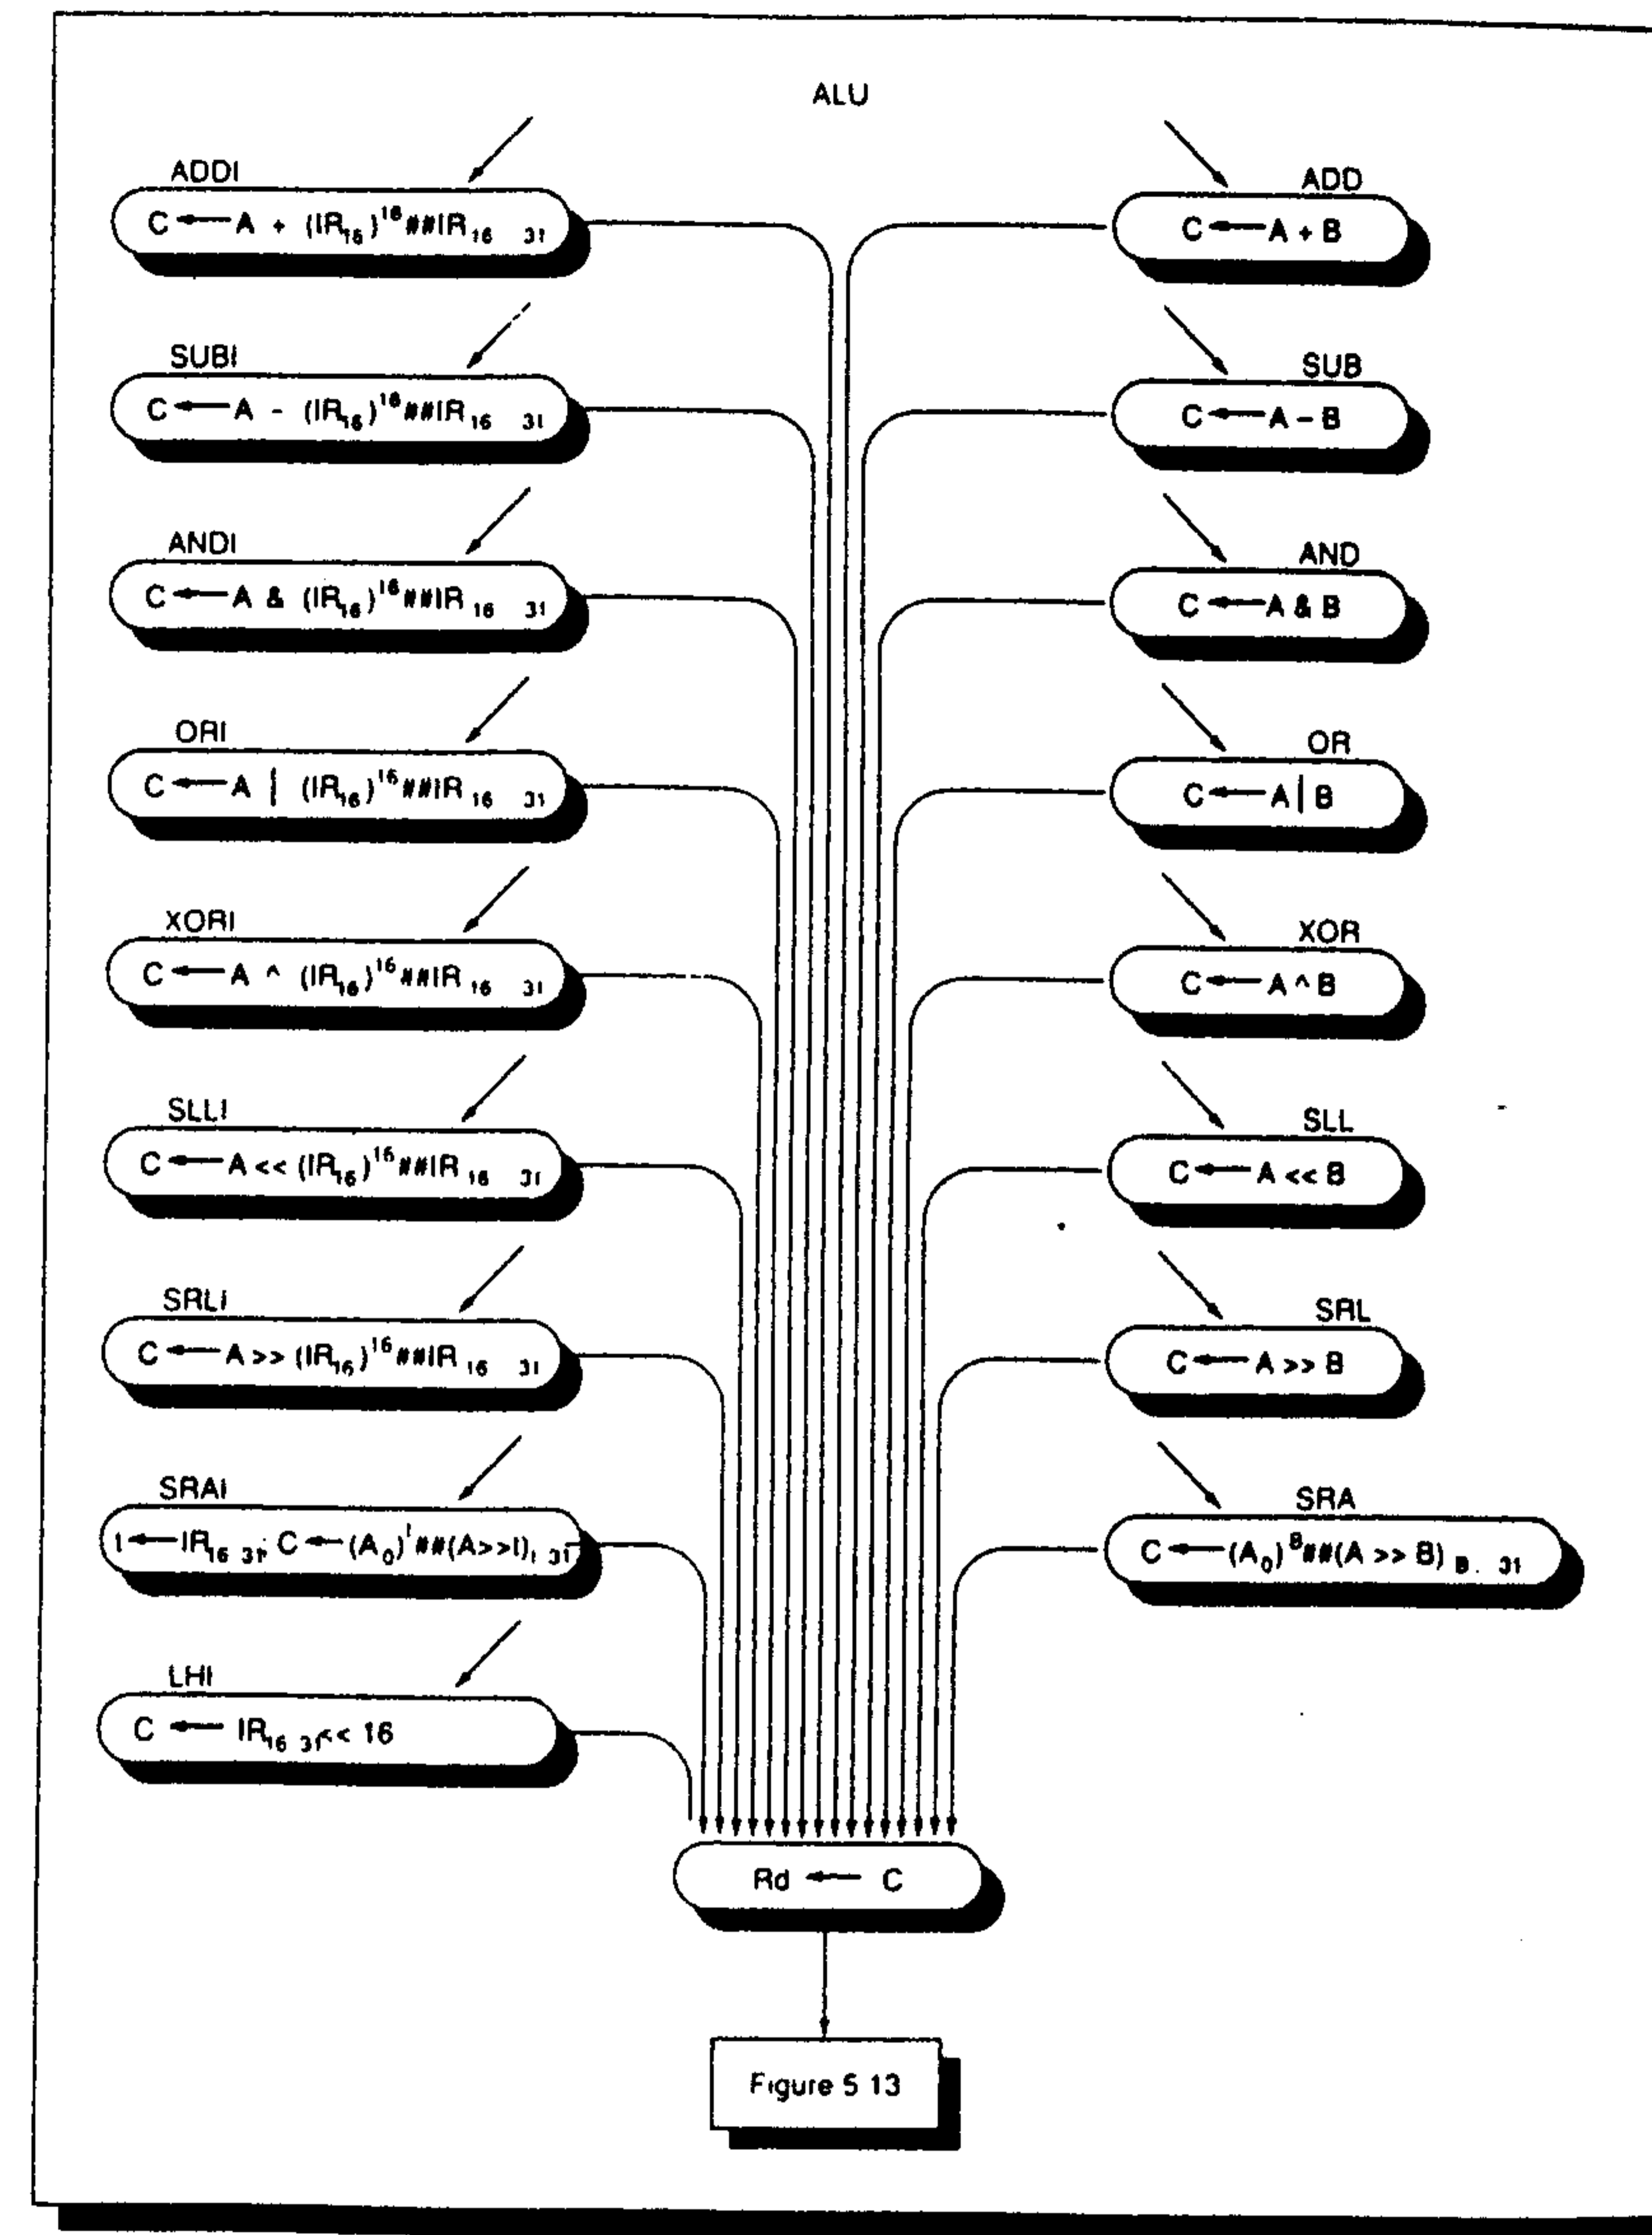 ALU
ADDI
C ← A + (IR₁₆)¹⁶##IR₁₆ ₃₁
SUBI
C ← A - (IR₁₆)¹⁶##IR₁₆ ₃₁
ANDI
C ← A & (IR₁₆)¹⁶##IR₁₆ ₃₁
ORI
C ← A | (IR₁₆)¹⁶##IR₁₆ ₃₁
XORI
C ← A ^ (IR₁₆)¹⁶##IR₁₆ ₃₁
SLLI
C ← A << (IR₁₆)¹⁶##IR₁₆ ₃₁
SRLI
C ← A >> (IR₁₆)¹⁶##IR₁₆ ₃₁
SRAI
I ← IR₁₆ ₃₁; C ← (A₀)ᴵ##(A>>I)ᵢ ₃₁
LHI
C ← IR₁₆ ₃₁<< 16
ADD
C ← A + B
SUB
C ← A - B
AND
C ← A & B
OR
C ← A | B
XOR
C ← A ^ B
SLL
C ← A << B
SRL
C ← A >> B
SRA
C ← (A₀)ᴮ##(A >> B) B. . ₃₁
Rd ← C
Figure 5 13